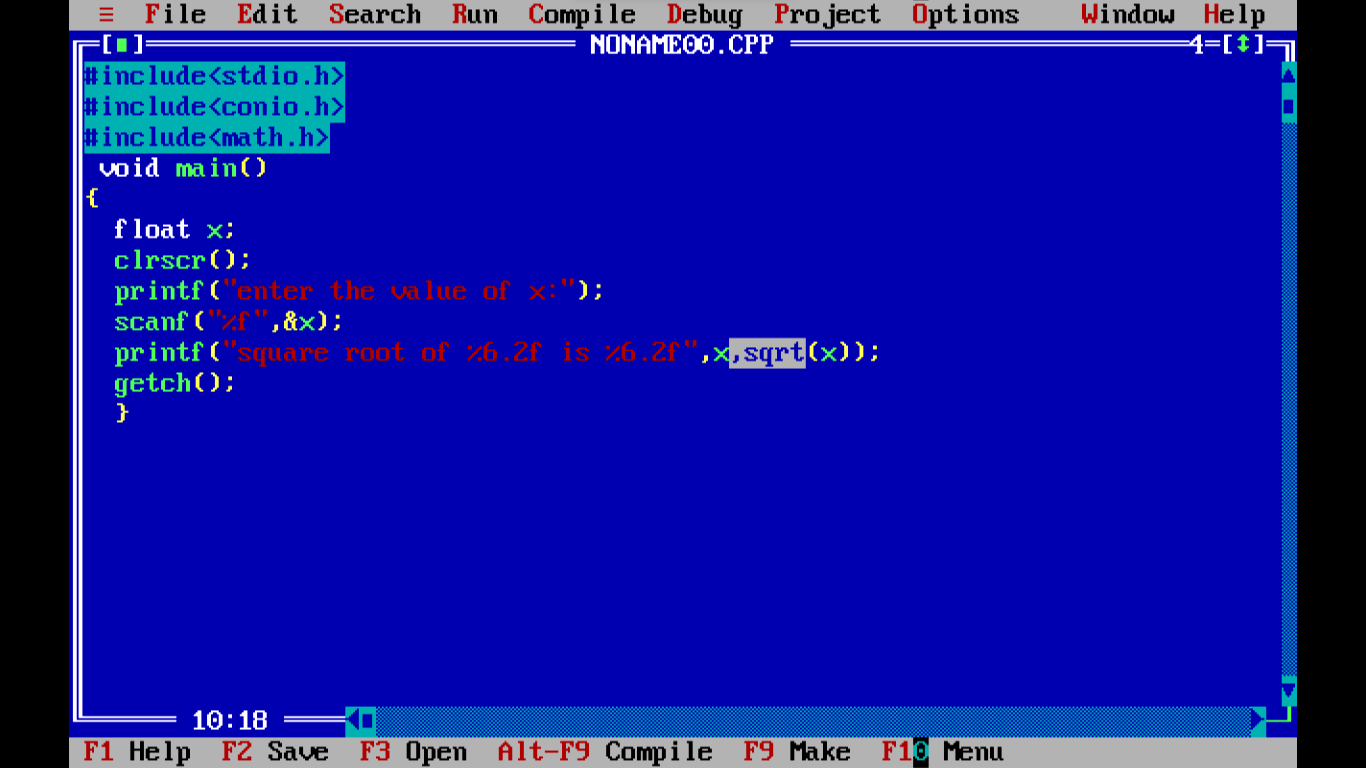 ≡ File Edit Search Run Compile Debug Project Options Window Help
[■] NONAME00.CPP 4=[↕]
#include<stdio.h>
#include<conio.h>
#include<math.h>
void main()
{
float x;
clrscr();
printf("enter the value of x:");
scanf("%f",&x);
printf("square root of %6.2f is %6.2f",x,sqrt(x));
getch();
}
10:18
F1 Help F2 Save F3 Open Alt-F9 Compile F9 Make F10 Menu